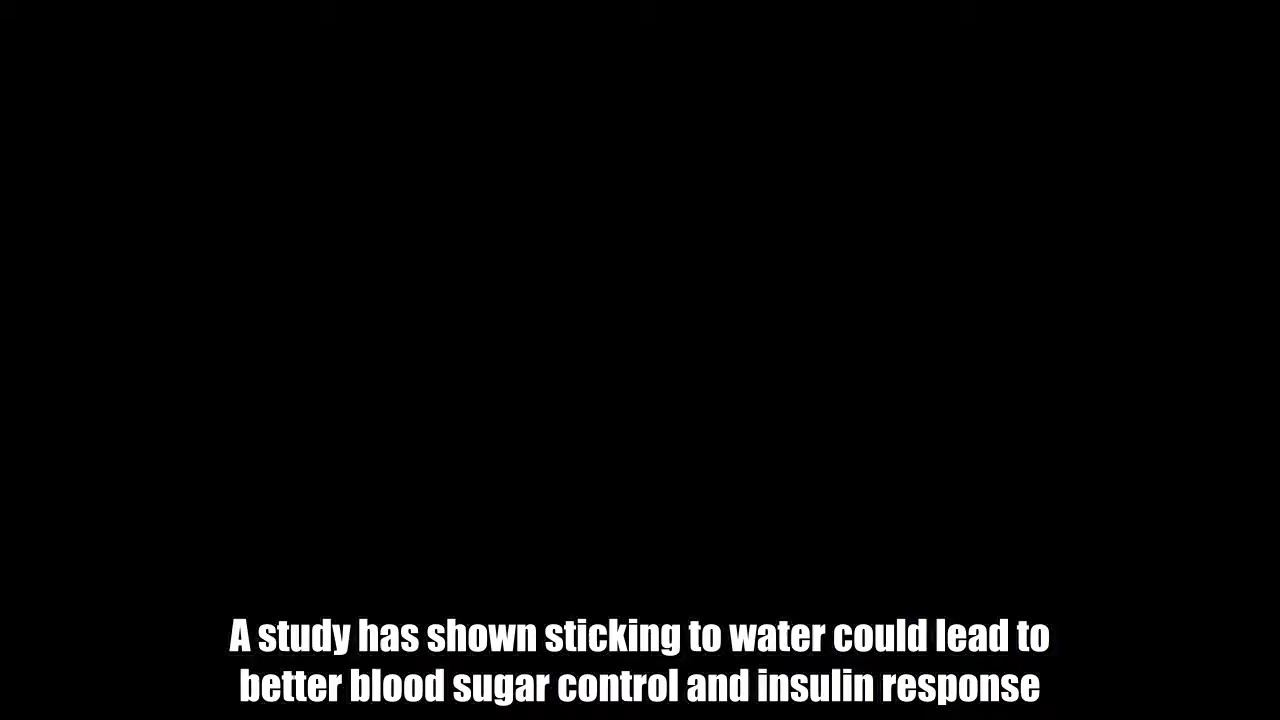 A study has shown sticking to water could lead to
better blood sugar control and insulin response